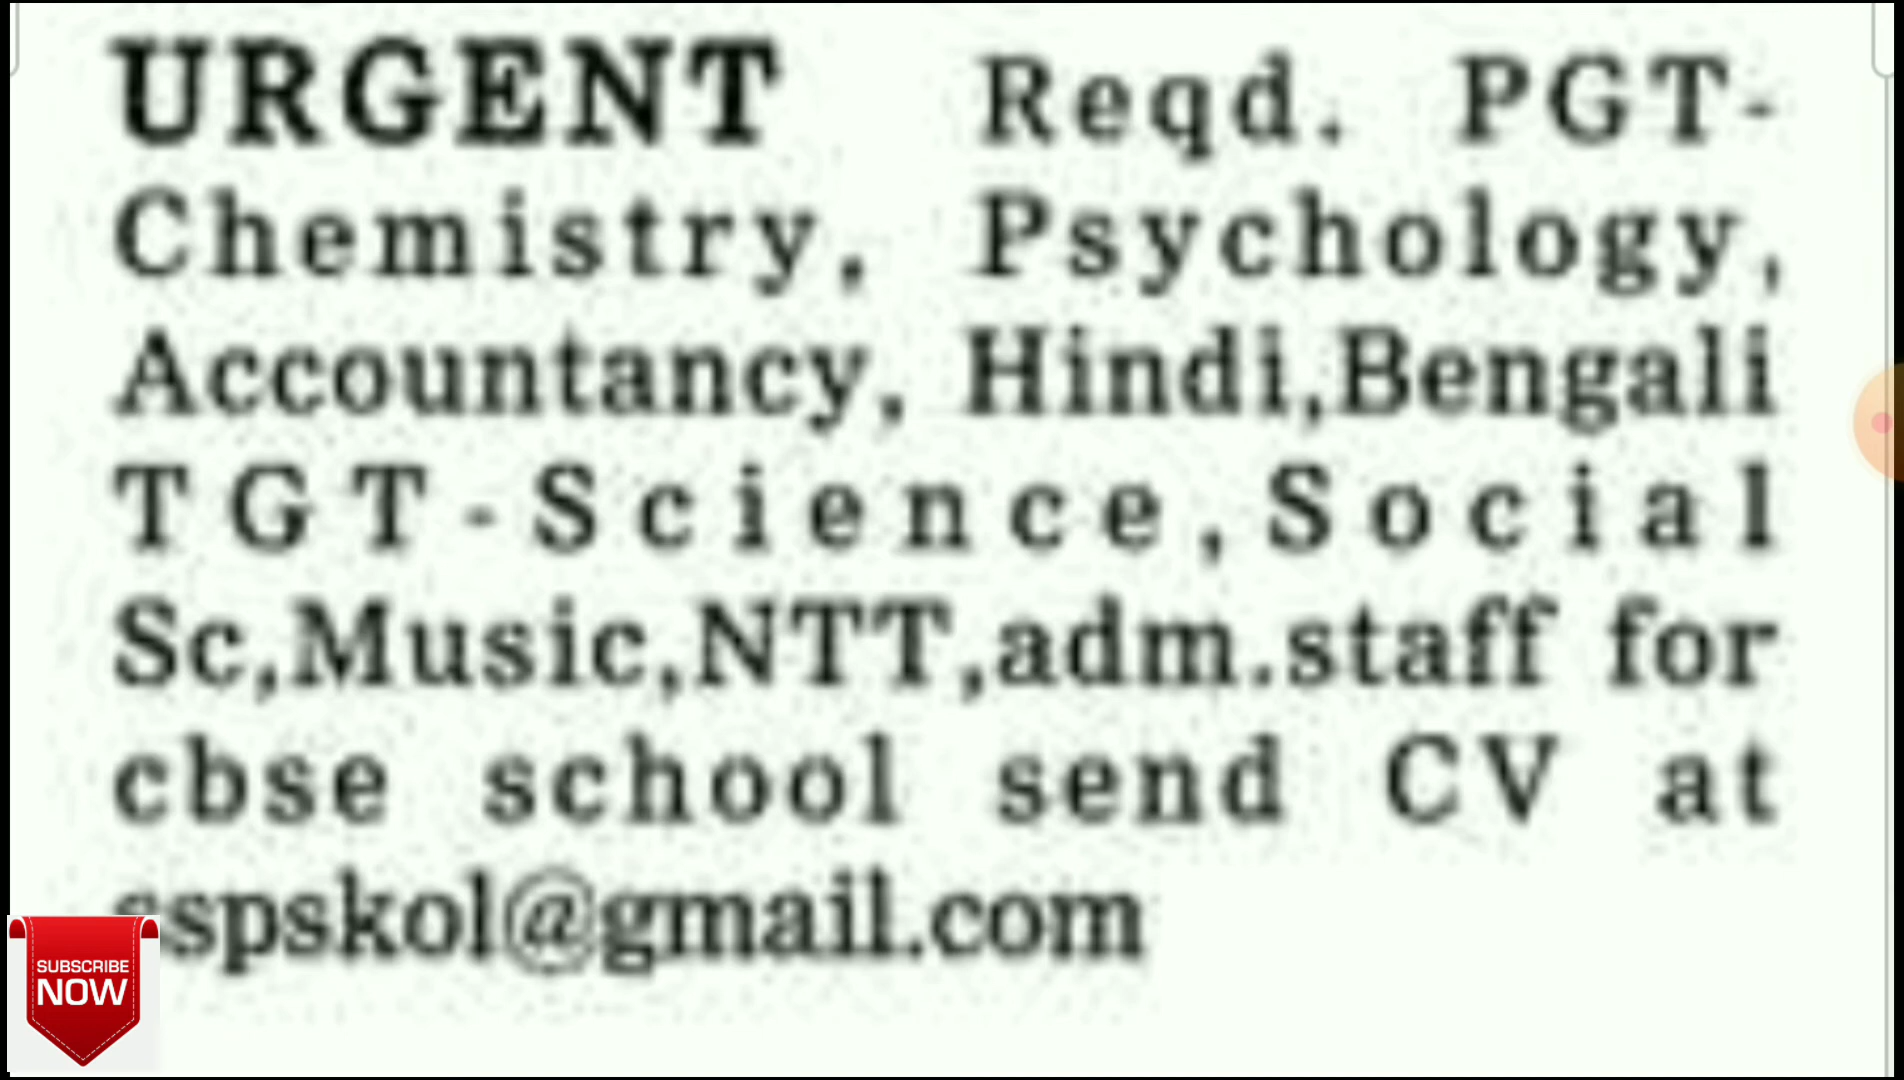 URGENT Reqd. PGT-
Chemistry, Psychology,
Accountancy, Hindi,Bengali
TGT-Science,Social
Sc,Music,NTT,adm.staff for
cbse school send CV at
sspskol@gmail.com
SUBSCRIBE
NOW